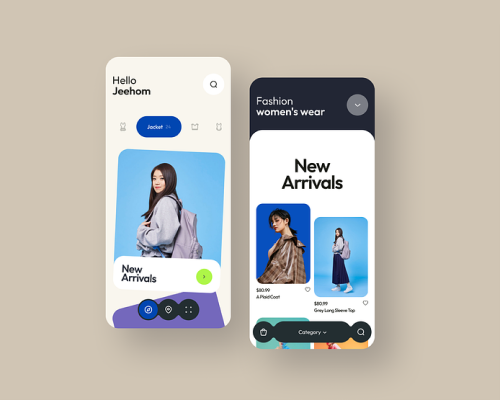 Hello
Jeehom
Jacket
New
Arrivals
Fashion
women's wear
New
Arrivals
$80.99
A Plaid Coat
$80.99
Grey Long Sleeve Top
Category